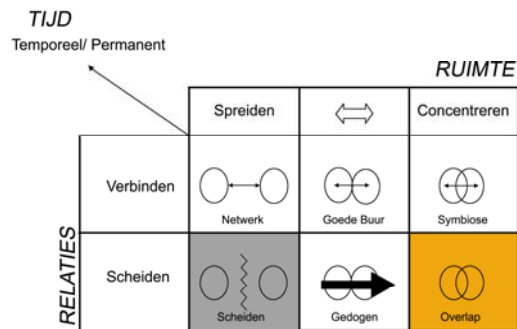 TIJD
Temporeel/ Permanent
RUIMTE
Spreiden
Concentreren
Verbinden
Netwerk
Goede Buur
Symbiose
RELATIES
Scheiden
Scheiden
Gedogen
Overlap